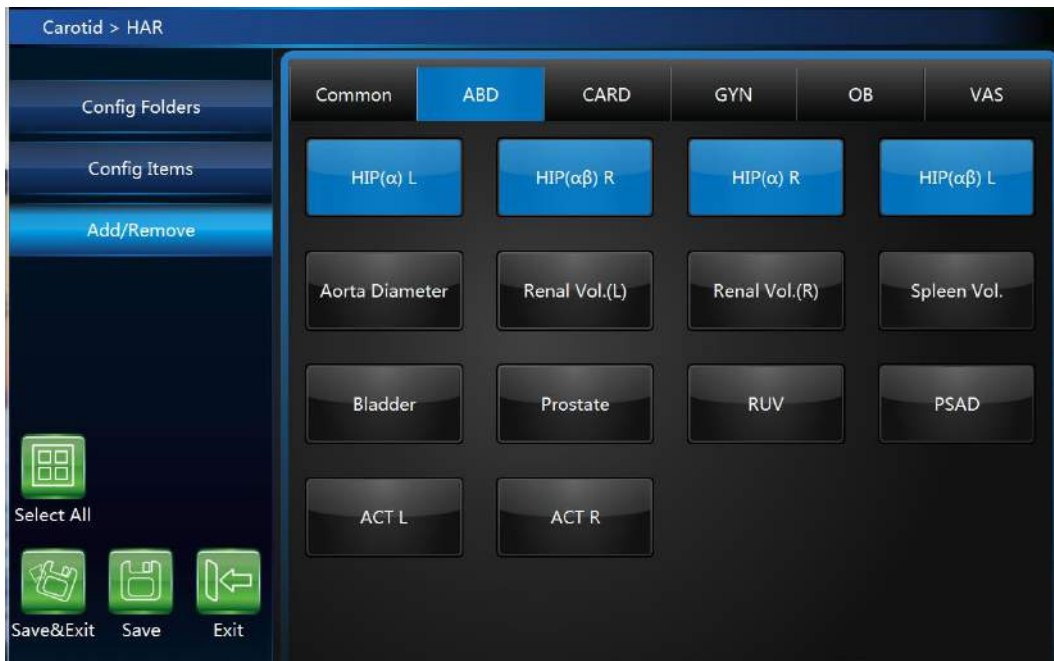 Carotid > HAR
Config Folders
Config Items
Add/Remove
Common ABD CARD GYN OB VAS
HIP(α) L HIP(αβ) R HIP(α) R HIP(αβ) L
Aorta Diameter Renal Vol.(L) Renal Vol.(R) Spleen Vol.
Bladder Prostate RUV PSAD
ACT L ACT R
Select All
Save&Exit Save Exit